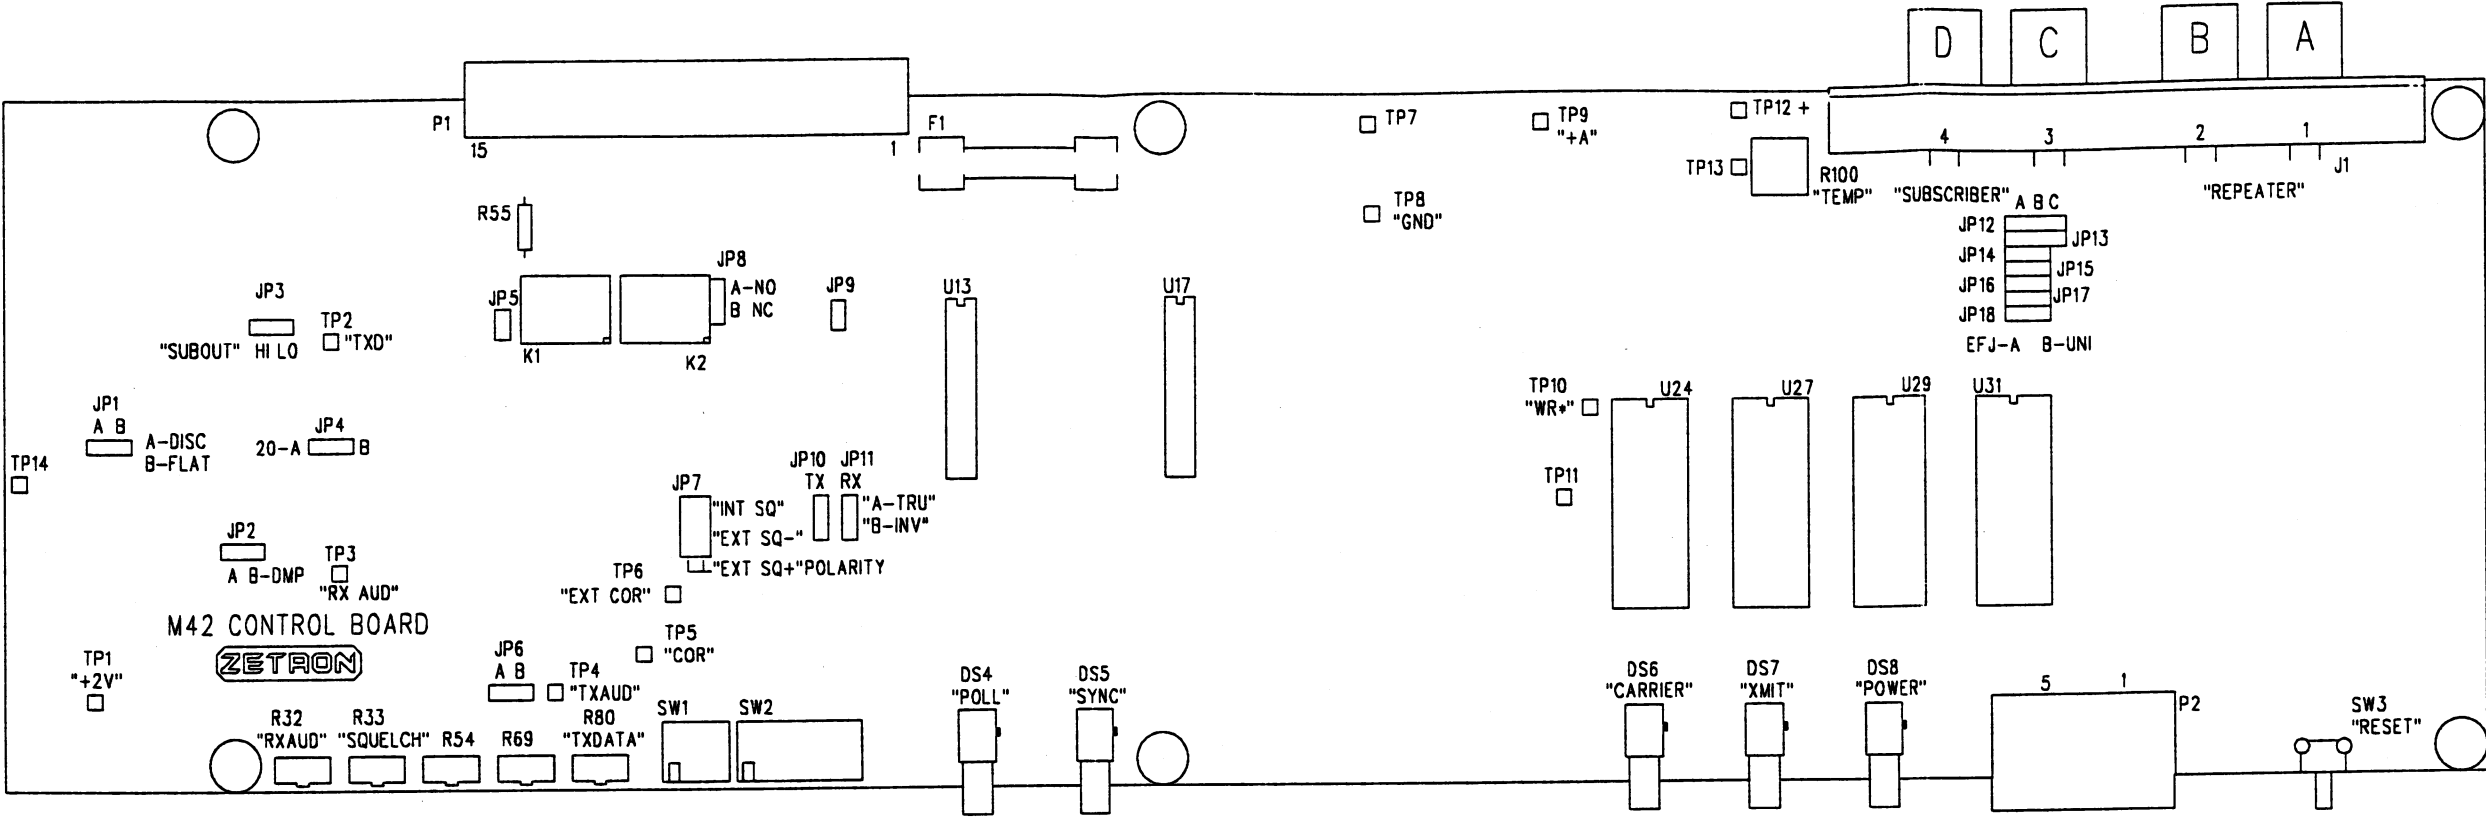 D C B A
P1
15 1
F1
TP7
TP9
"+A"
TP12 +
4 3 2 1
J1
TP13
R100
"TEMP"
"SUBSCRIBER"
"REPEATER"
R55
TP8
"GND"
A B C
JP12
JP13
JP14
JP15
JP16
JP17
JP18
EFJ-A B-UNI
JP3
"SUBOUT" HI LO
TP2
"TXD"
JP5
K1
K2
JP8
A-NO
B NC
JP9
U13
U17
JP1
A B
A-DISC
B-FLAT
JP4
20-A B
TP14
TP10
"WR*"
U24
U27
U29
U31
TP11
JP7
"INT SQ"
"EXT SQ-"
"EXT SQ+"POLARITY
JP10 JP11
TX RX
"A-TRU"
"B-INV"
JP2
A B-DMP
TP3
"RX AUD"
TP6
"EXT COR"
M42 CONTROL BOARD
ZETRON
TP1
"+2V"
JP6
A B
TP4
"TXAUD"
TP5
"COR"
R32
"RXAUD"
R33
"SQUELCH"
R54
R69
R80
"TXDATA"
SW1
SW2
DS4
"POLL"
DS5
"SYNC"
DS6
"CARRIER"
DS7
"XMIT"
DS8
"POWER"
5 1
P2
SW3
"RESET"